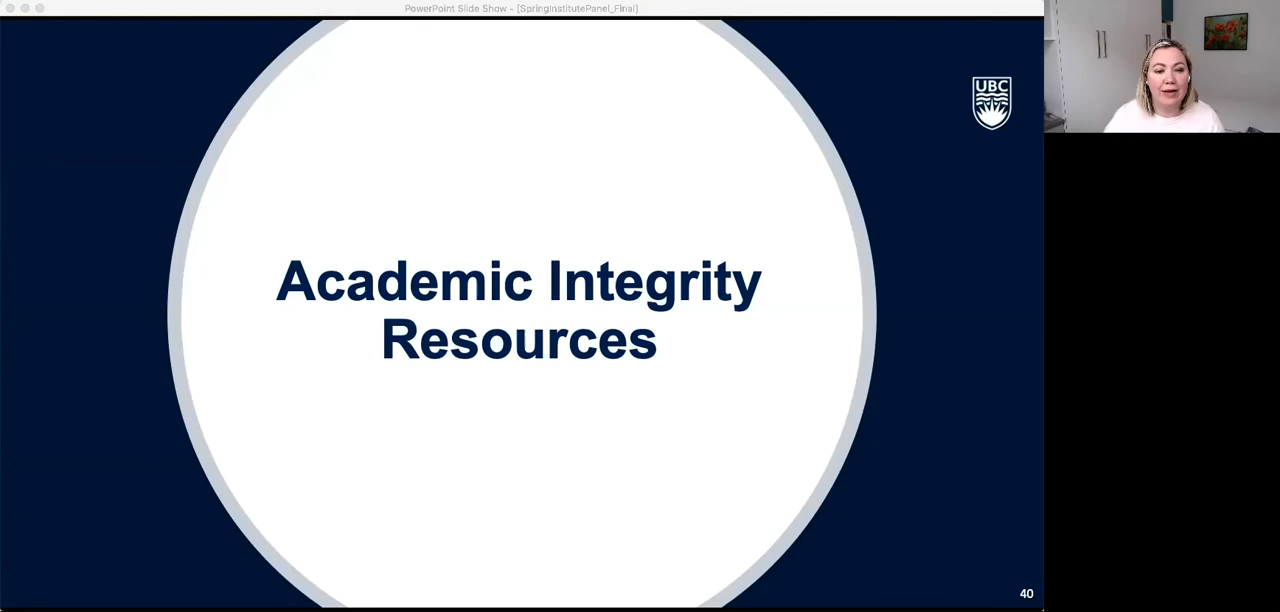 PowerPoint Slide Show - [SpringInstitutePanel_Final]
UBC
Academic Integrity
Resources
40